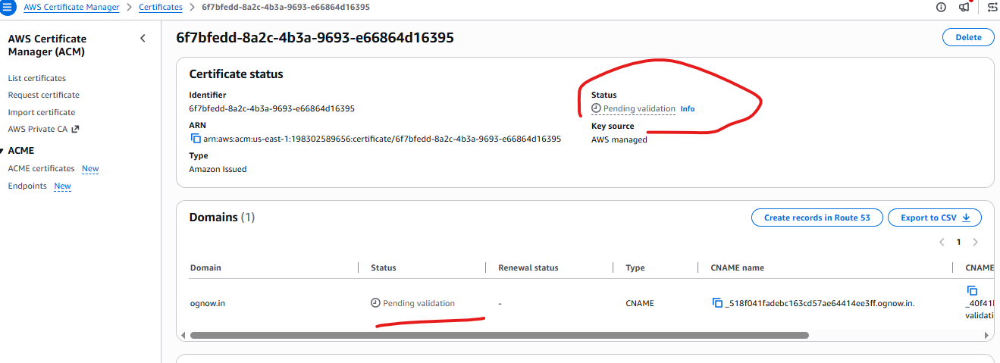 AWS Certificate Manager > Certificates > 6f7bfedd-8a2c-4b3a-9693-e66864d16395
AWS Certificate
Manager (ACM)
List certificates
Request certificate
Import certificate
AWS Private CA
ACME
ACME certificates New
Endpoints New
6f7bfedd-8a2c-4b3a-9693-e66864d16395
Delete
Certificate status
Identifier
6f7bfedd-8a2c-4b3a-9693-e66864d16395
ARN
arn:aws:acm:us-east-1:198302589656:certificate/6f7bfedd-8a2c-4b3a-9693-e66864d16395
Type
Amazon Issued
Status
Pending validation Info
Key source
AWS managed
Domains (1)
Create records in Route 53
Export to CSV
1
Domain Status Renewal status Type CNAME name CNAME
ognow.in Pending validation - CNAME _518f041fadebc163cd57ae64414ee3ff.ognow.in.